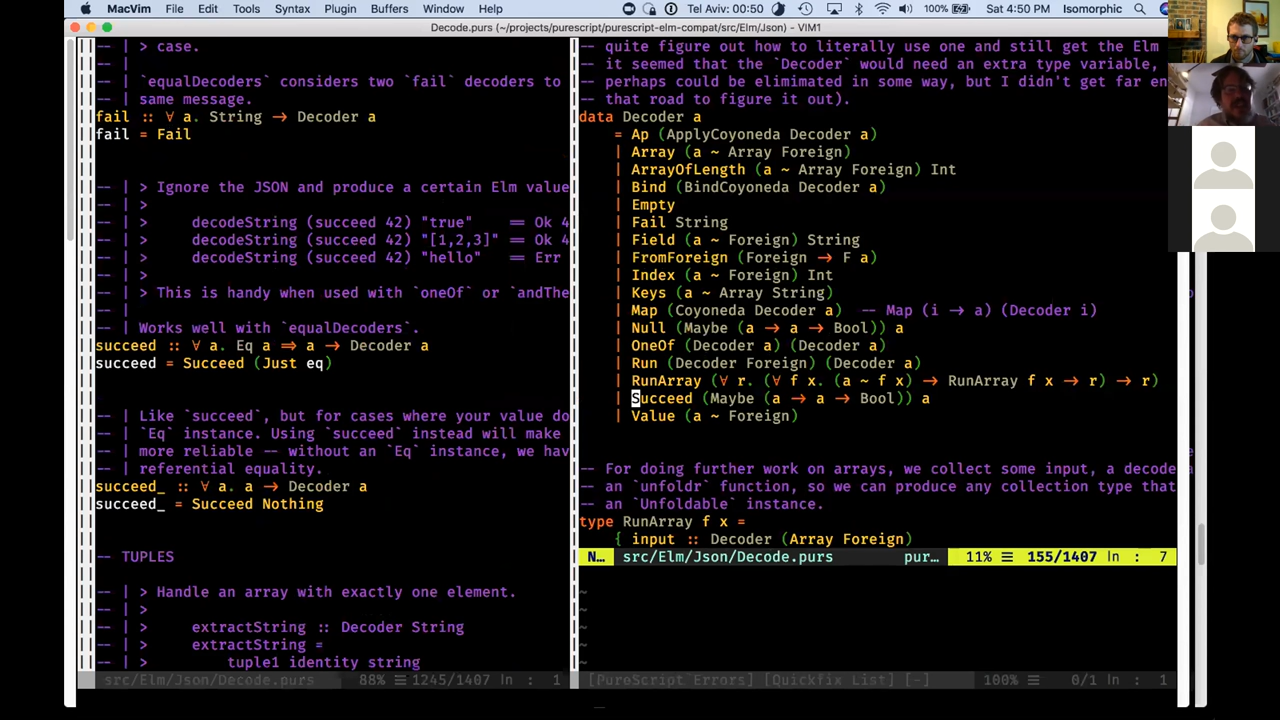 MacVim File Edit Tools Syntax Plugin Buffers Window Help Tel Aviv: 00:50 100% Sat 4:50 PM Isomorphic
Decode.purs (~/projects/purescript/purescript-elm-compat/src/Elm/Json) - VIM1
-- | > case.
-- |
-- | `equalDecoders` considers two `fail` decoders to
-- | same message.
fail :: ∀ a. String → Decoder a
fail = Fail
-- | > Ignore the JSON and produce a certain Elm value
-- | >
-- | >     decodeString (succeed 42) "true"    == Ok 4
-- | >     decodeString (succeed 42) "[1,2,3]" == Ok 4
-- | >     decodeString (succeed 42) "hello"   == Err
-- | >
-- | > This is handy when used with `oneOf` or `andThe
-- |
-- | Works well with `equalDecoders`.
succeed :: ∀ a. Eq a ⇒ a → Decoder a
succeed = Succeed (Just eq)
-- | Like `succeed`, but for cases where your value do
-- | `Eq` instance. Using `succeed` instead will make
-- | more reliable -- without an `Eq` instance, we hav
-- | referential equality.
succeed_ :: ∀ a. a → Decoder a
succeed_ = Succeed Nothing
-- TUPLES
-- | > Handle an array with exactly one element.
-- | >
-- | >     extractString :: Decoder String
-- | >     extractString =
-- | >         tuple1 identity string
src/Elm/Json/Decode.purs 88% ☰ 1245/1407 ln : 1
-- quite figure out how to literally use one and still get the Elm
-- it seemed that the `Decoder` would need an extra type variable,
-- perhaps could be elimimated in some way, but I didn't get far en
-- that road to figure it out).
data Decoder a
= Ap (ApplyCoyoneda Decoder a)
| Array (a ~ Array Foreign)
| ArrayOfLength (a ~ Array Foreign) Int
| Bind (BindCoyoneda Decoder a)
| Empty
| Fail String
| Field (a ~ Foreign) String
| FromForeign (Foreign → F a)
| Index (a ~ Foreign) Int
| Keys (a ~ Array String)
| Map (Coyoneda Decoder a)  -- Map (i → a) (Decoder i)
| Null (Maybe (a → a → Bool)) a
| OneOf (Decoder a) (Decoder a)
| Run (Decoder Foreign) (Decoder a)
| RunArray (∀ r. (∀ f x. (a ~ f x) → RunArray f x → r) → r)
| Succeed (Maybe (a → a → Bool)) a
| Value (a ~ Foreign)
-- For doing further work on arrays, we collect some input, a decode
-- an `unfoldr` function, so we can produce any collection type that
-- an `Unfoldable` instance.
type RunArray f x =
{ input :: Decoder (Array Foreign)
N… src/Elm/Json/Decode.purs pur… 11% ☰ 155/1407 ln : 7
~
~
~
~
~
[PureScript Errors] [Quickfix List] [-] 100% ☰ 0/1 ln : 1